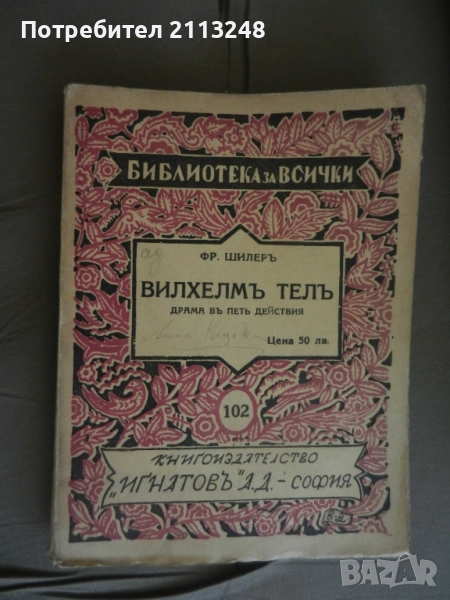 Потребител 2113248
БИБЛИОТЕКА ЗА ВСИЧКИ
ФР. ШИЛЕРЪ
ВИЛХЕЛМЪ ТЕЛЪ
ДРАМА ВЪ ПЕТЬ ДЕЙСТВИЯ
Цена 50 лв.
102
КНИГОИЗДАТЕЛСТВО
„ИГНАТОВЪ" А.Д.-СОФИЯ
BAZAR